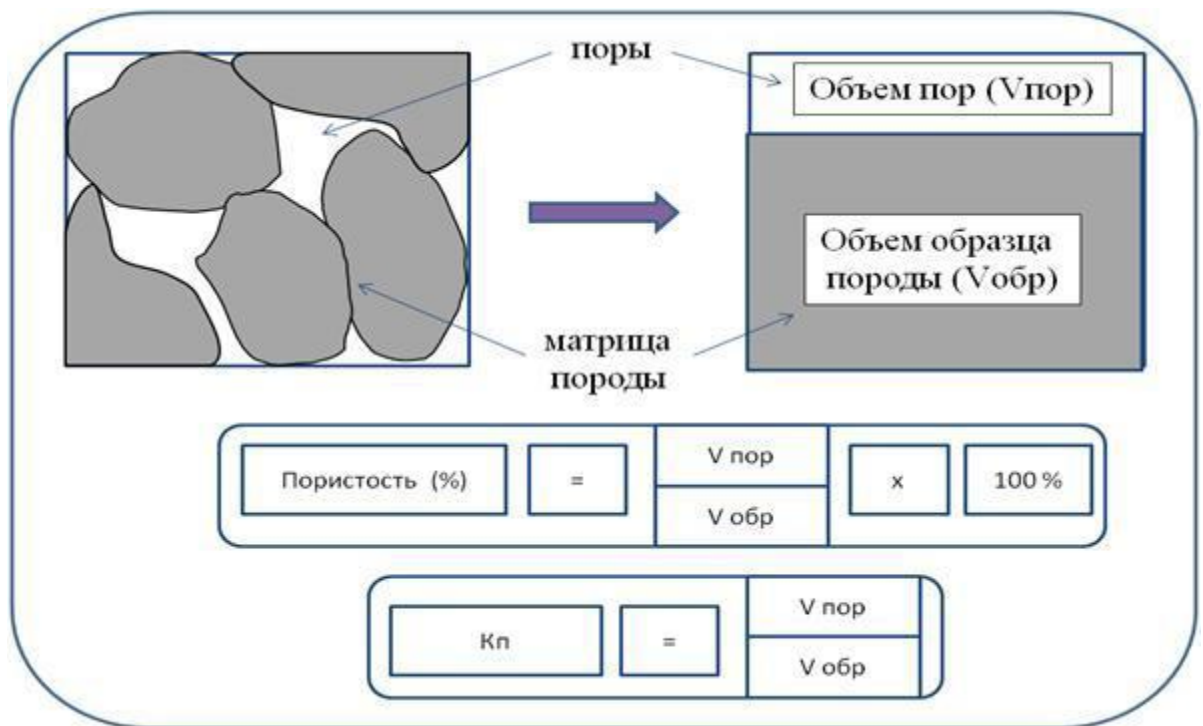 поры
Объем пор (Vпор)
Объем образца
породы (Vобр)
матрица
породы
Пористость (%)
=
V пор
V обр
x
100 %
Кп
=
V пор
V обр